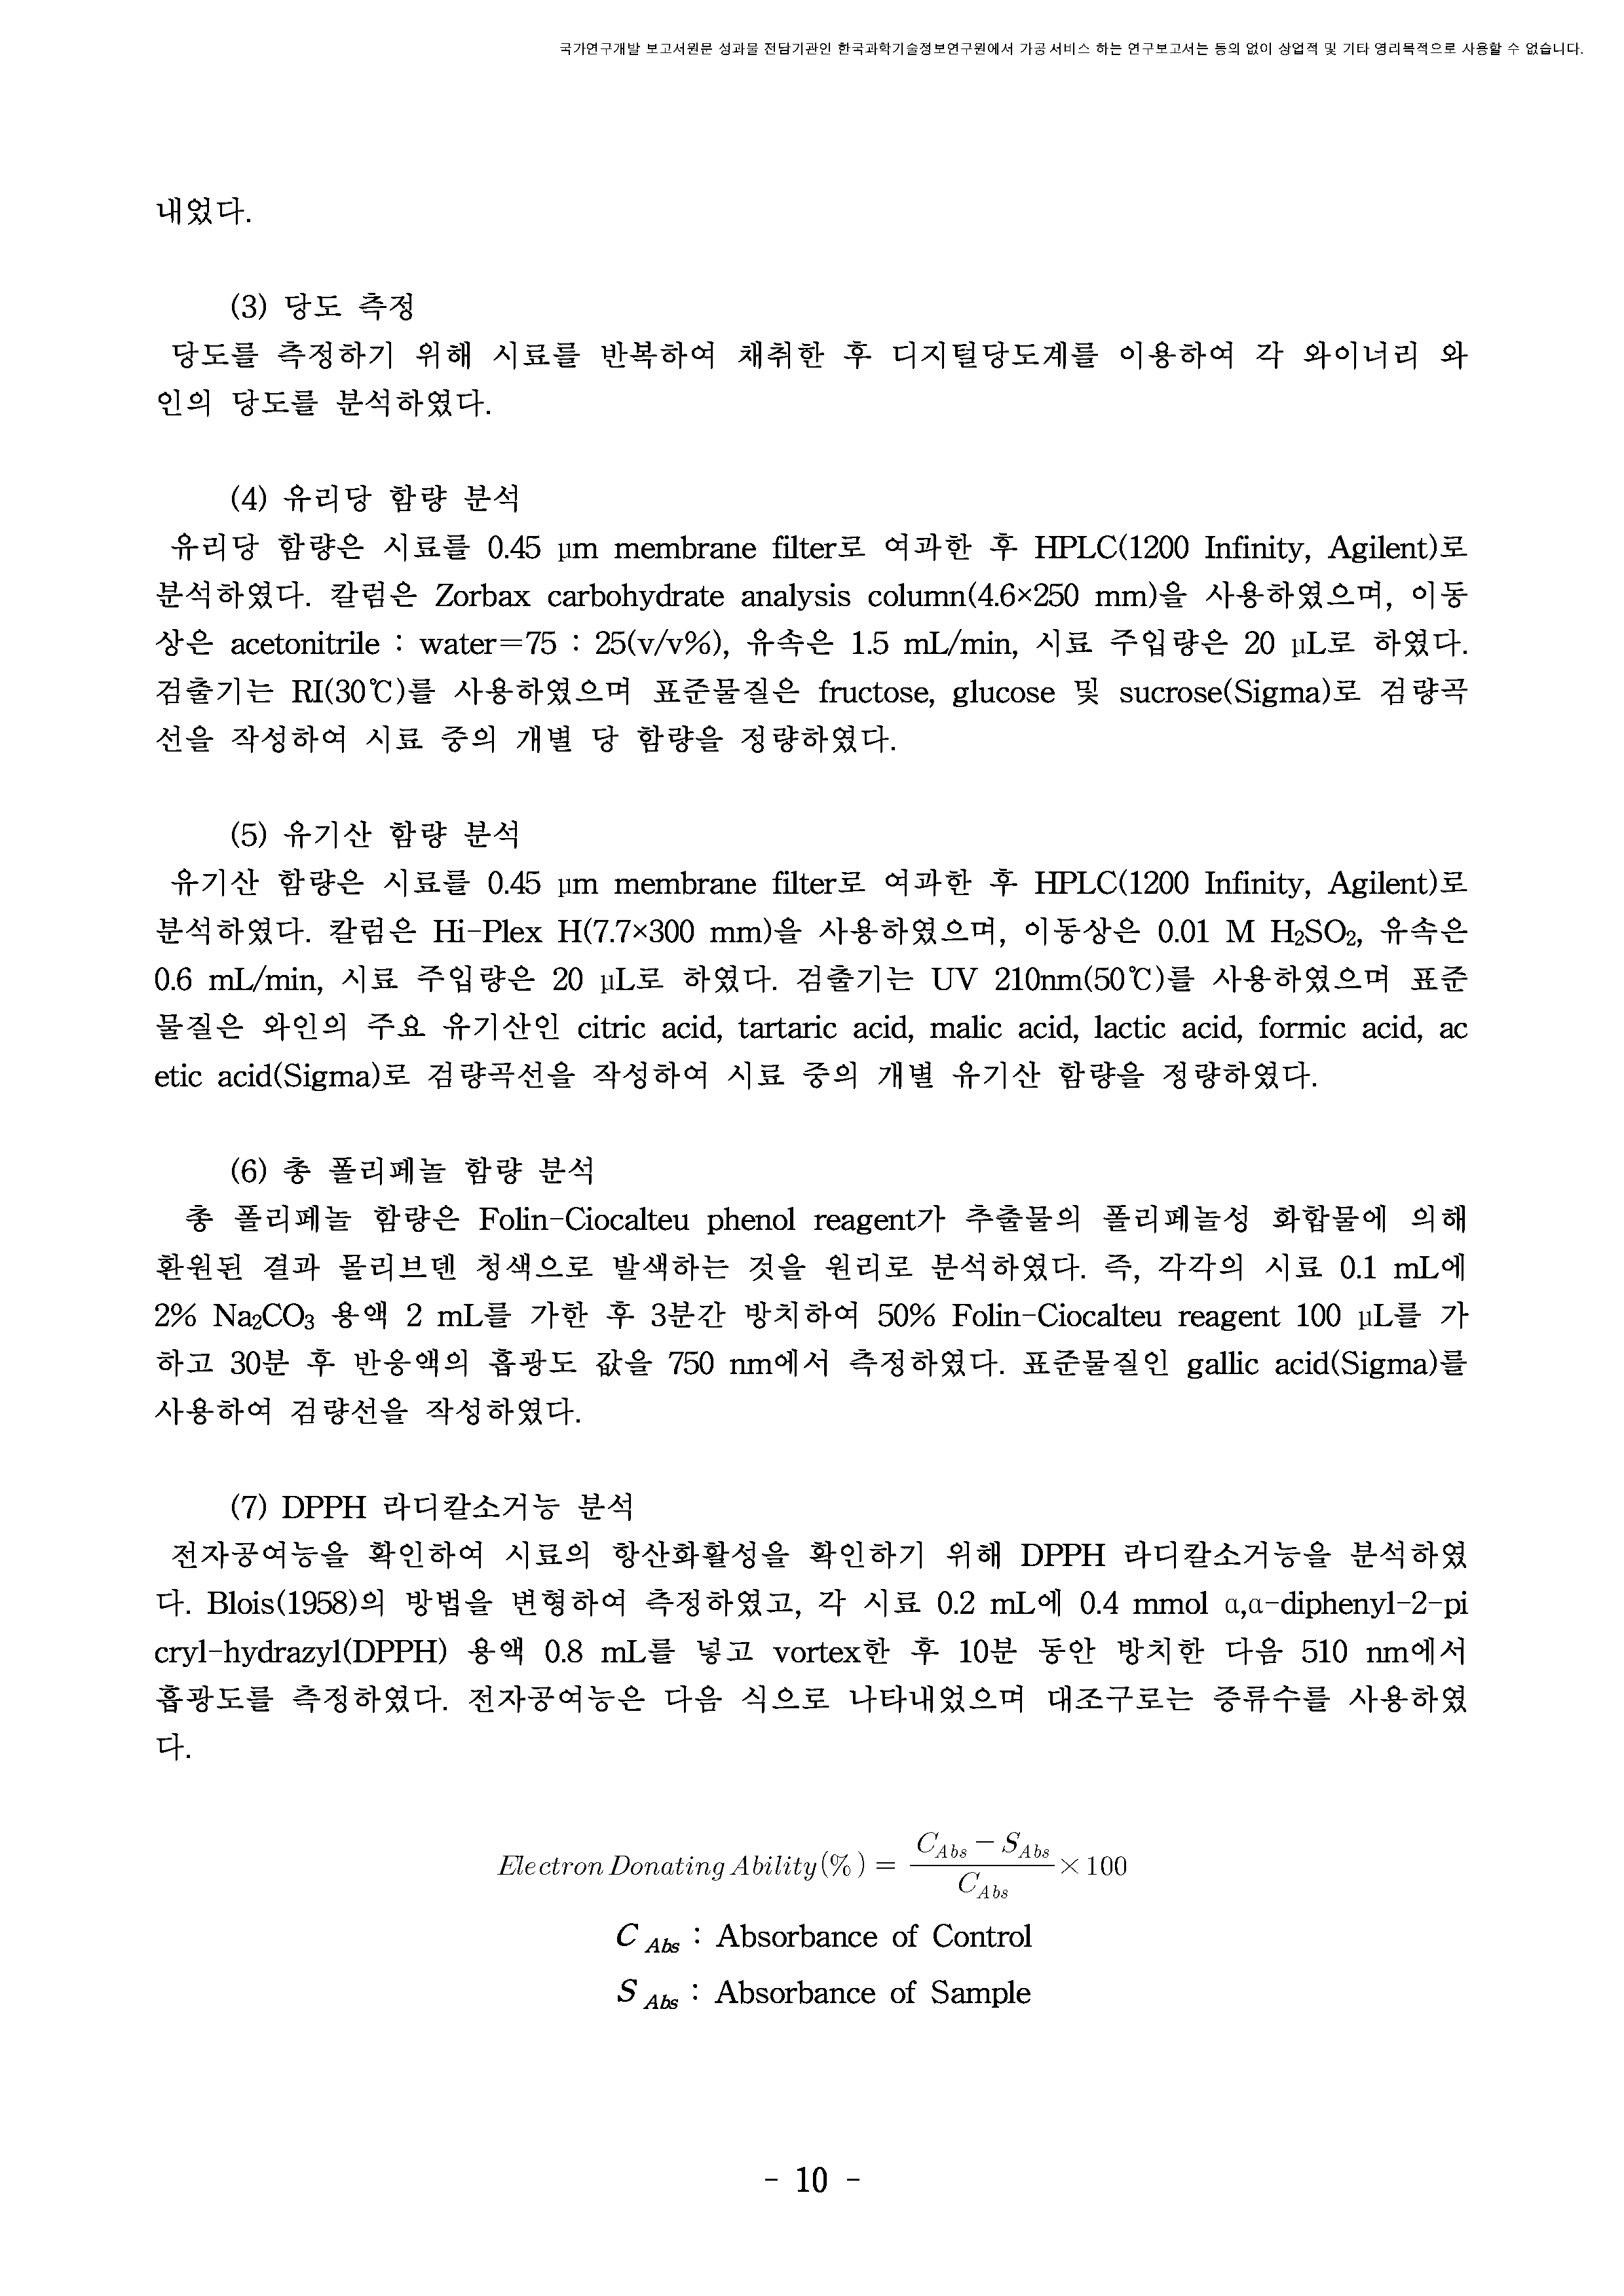 국가연구개발 보고서원문 성과물 전담기관인 한국과학기술정보연구원에서 가공·서비스 하는 연구보고서는 동의 없이 상업적 및 기타 영리목적으로 사용할 수 없습니다.
내었다.
(3) 당도 측정
당도를 측정하기 위해 시료를 반복하여 채취한 후 디지털당도계를 이용하여 각 와이너리 와
인의 당도를 분석하였다.
(4) 유리당 함량 분석
유리당 함량은 시료를 0.45 μm membrane filter로 여과한 후 HPLC(1200 Infinity, Agilent)로
분석하였다. 칼럼은 Zorbax carbohydrate analysis column(4.6×250 mm)을 사용하였으며, 이동
상은 acetonitrile : water=75 : 25(v/v%), 유속은 1.5 mL/min, 시료 주입량은 20 μL로 하였다.
검출기는 RI(30℃)를 사용하였으며 표준물질은 fructose, glucose 및 sucrose(Sigma)로 검량곡
선을 작성하여 시료 중의 개별 당 함량을 정량하였다.
(5) 유기산 함량 분석
유기산 함량은 시료를 0.45 μm membrane filter로 여과한 후 HPLC(1200 Infinity, Agilent)로
분석하였다. 칼럼은 Hi-Plex H(7.7×300 mm)을 사용하였으며, 이동상은 0.01 M H₂SO₂, 유속은
0.6 mL/min, 시료 주입량은 20 μL로 하였다. 검출기는 UV 210nm(50℃)를 사용하였으며 표준
물질은 와인의 주요 유기산인 citric acid, tartaric acid, malic acid, lactic acid, formic acid, ac
etic acid(Sigma)로 검량곡선을 작성하여 시료 중의 개별 유기산 함량을 정량하였다.
(6) 총 폴리페놀 함량 분석
총 폴리페놀 함량은 Folin-Ciocalteu phenol reagent가 추출물의 폴리페놀성 화합물에 의해
환원된 결과 몰리브덴 청색으로 발색하는 것을 원리로 분석하였다. 즉, 각각의 시료 0.1 mL에
2% Na₂CO₃ 용액 2 mL를 가한 후 3분간 방치하여 50% Folin-Ciocalteu reagent 100 μL를 가
하고 30분 후 반응액의 흡광도 값을 750 nm에서 측정하였다. 표준물질인 gallic acid(Sigma)를
사용하여 검량선을 작성하였다.
(7) DPPH 라디칼소거능 분석
전자공여능을 확인하여 시료의 항산화활성을 확인하기 위해 DPPH 라디칼소거능을 분석하였
다. Blois(1958)의 방법을 변형하여 측정하였고, 각 시료 0.2 mL에 0.4 mmol α,α-diphenyl-2-pi
cryl-hydrazyl(DPPH) 용액 0.8 mL를 넣고 vortex한 후 10분 동안 방치한 다음 510 nm에서
흡광도를 측정하였다. 전자공여능은 다음 식으로 나타내었으며 대조구로는 증류수를 사용하였
다.
Electron Donating Ability(%) = (C_Abs − S_Abs) / C_Abs × 100
C Abs : Absorbance of Control
S Abs : Absorbance of Sample
- 10 -